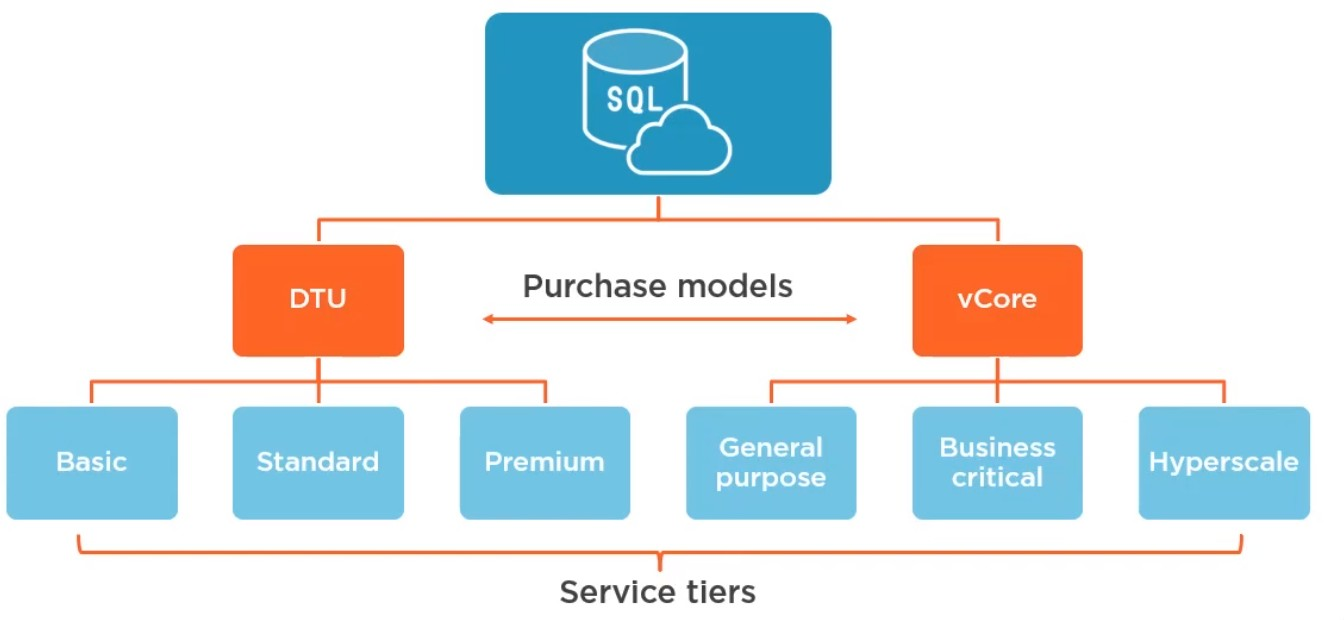 SQL
DTU
Purchase models
vCore
Basic
Standard
Premium
General
purpose
Business
critical
Hyperscale
Service tiers